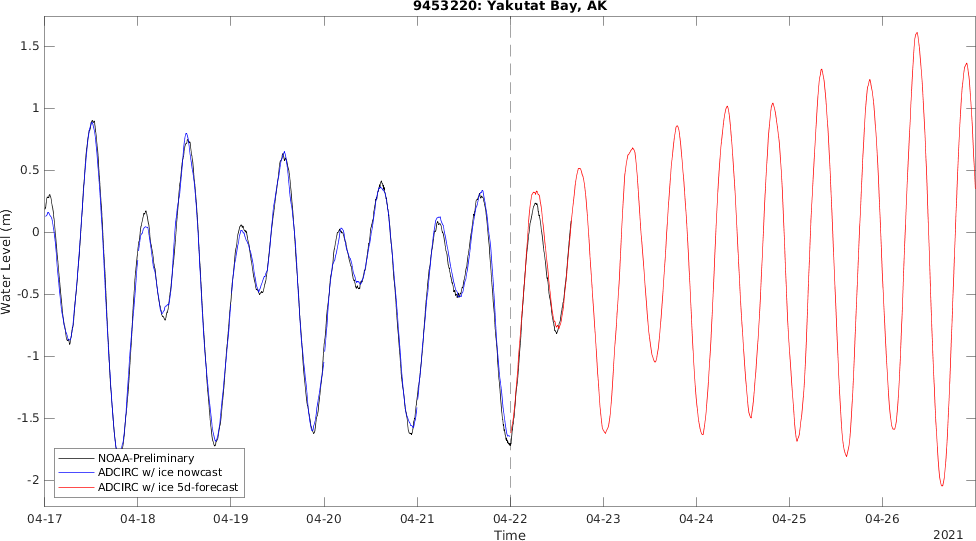 9453220: Yakutat Bay, AK
Water Level (m)
1.5
1
0.5
0
-0.5
-1
-1.5
-2
NOAA-Preliminary
ADCIRC w/ ice nowcast
ADCIRC w/ ice 5d-forecast
04-17 04-18 04-19 04-20 04-21 04-22 04-23 04-24 04-25 04-26
Time
2021